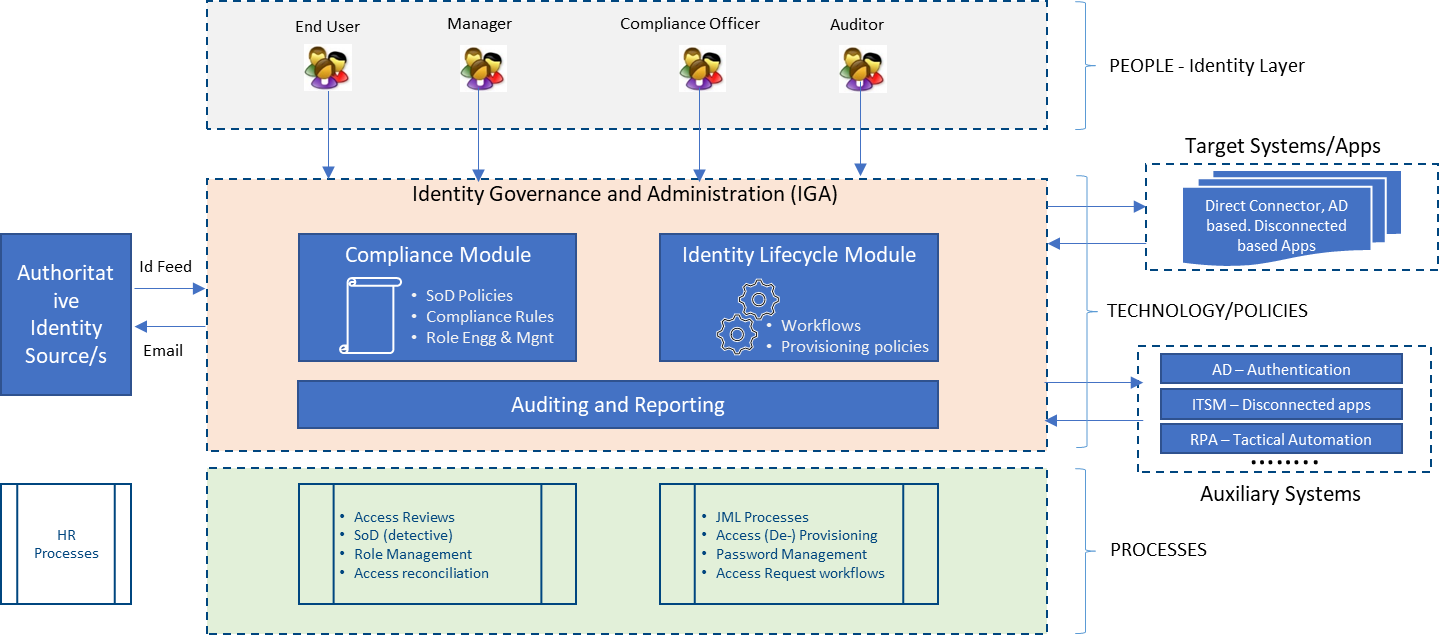 End User
Manager
Compliance Officer
Auditor
PEOPLE - Identity Layer
Target Systems/Apps
Direct Connector, AD
based. Disconnected
based Apps
Identity Governance and Administration (IGA)
Authoritat
ive
Identity
Source/s
Id Feed
Email
Compliance Module
• SoD Policies
• Compliance Rules
• Role Engg & Mgnt
Identity Lifecycle Module
• Workflows
• Provisioning policies
Auditing and Reporting
TECHNOLOGY/POLICIES
AD – Authentication
ITSM – Disconnected apps
RPA – Tactical Automation
••••••••
Auxiliary Systems
HR
Processes
• Access Reviews
• SoD (detective)
• Role Management
• Access reconciliation
• JML Processes
• Access (De-) Provisioning
• Password Management
• Access Request workflows
PROCESSES